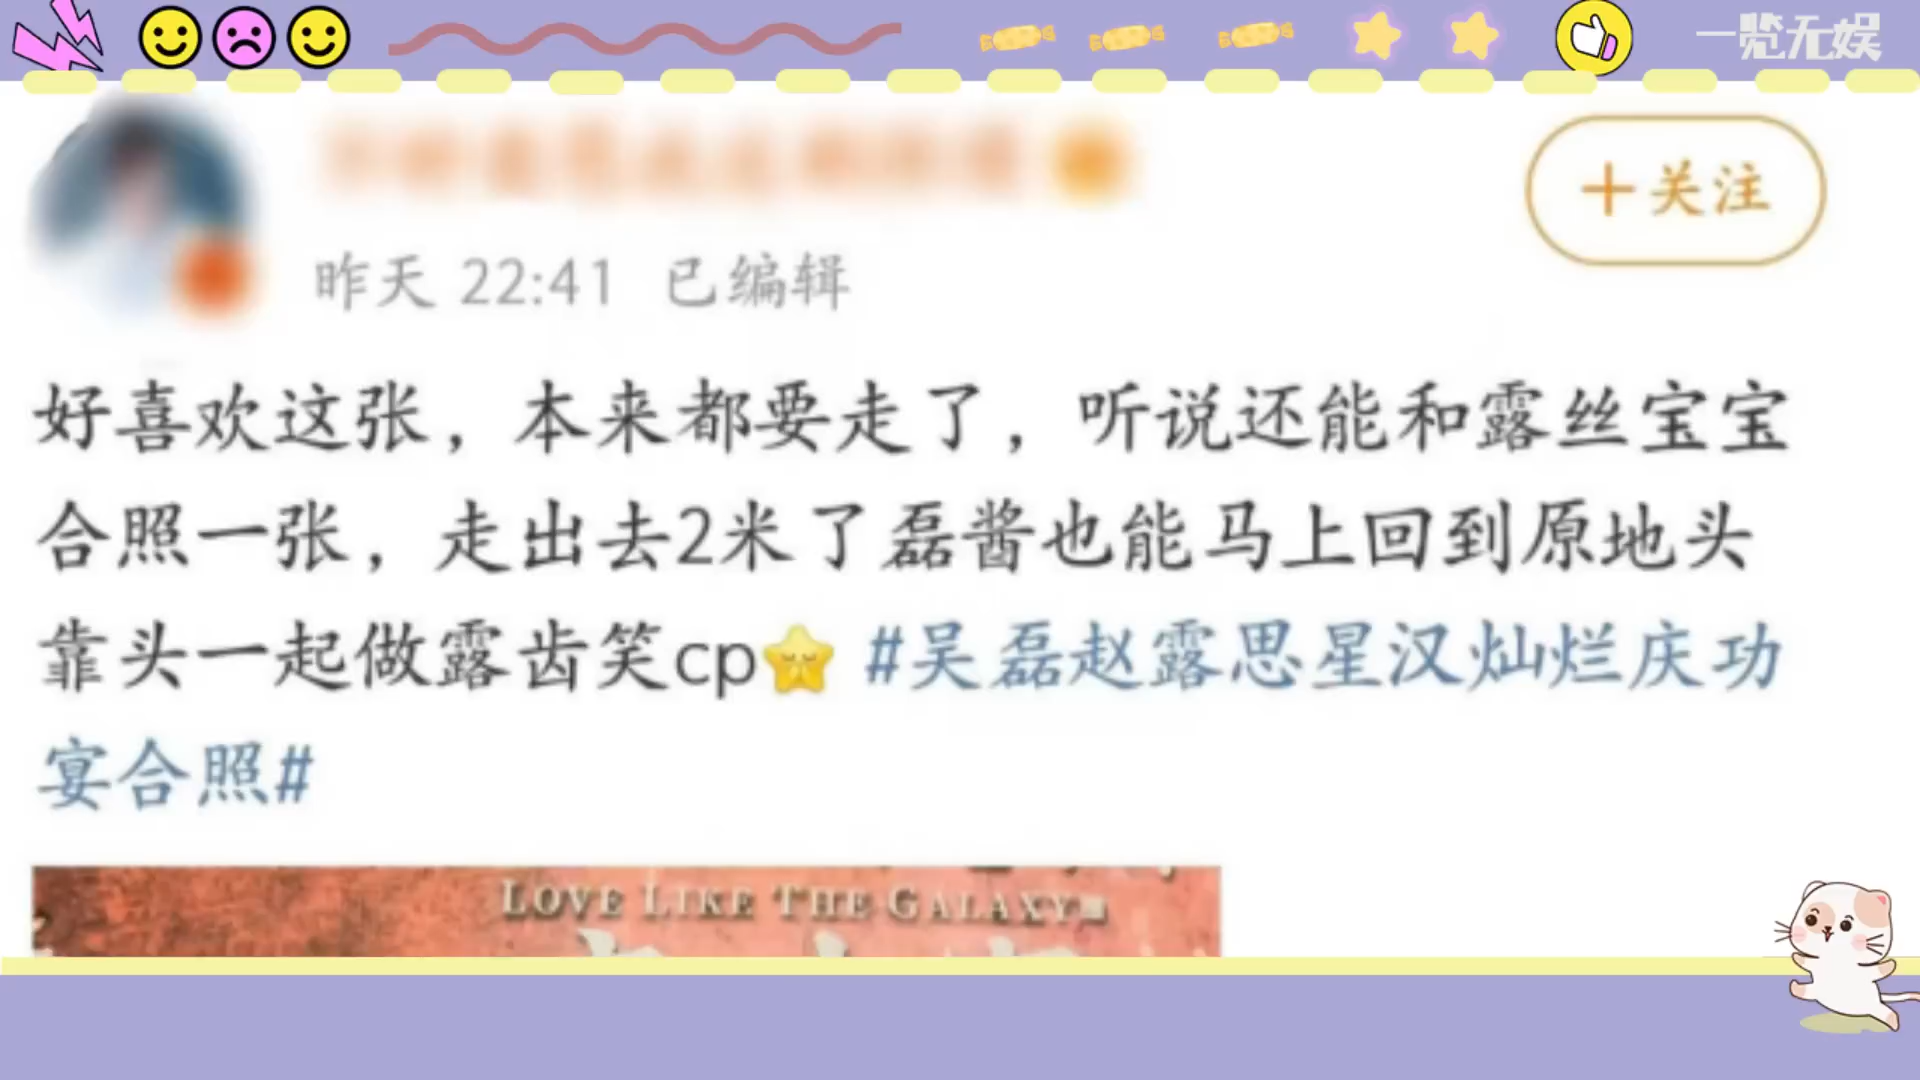 一览无娱
+关注
昨天 22:41 已编辑
好喜欢这张，本来都要走了，听说还能和露丝宝宝
合照一张，走出去2米了磊酱也能马上回到原地头
靠头一起做露齿笑cp #吴磊赵露思星汉灿烂庆功
宴合照#
LOVE LIKE THE GALAXY